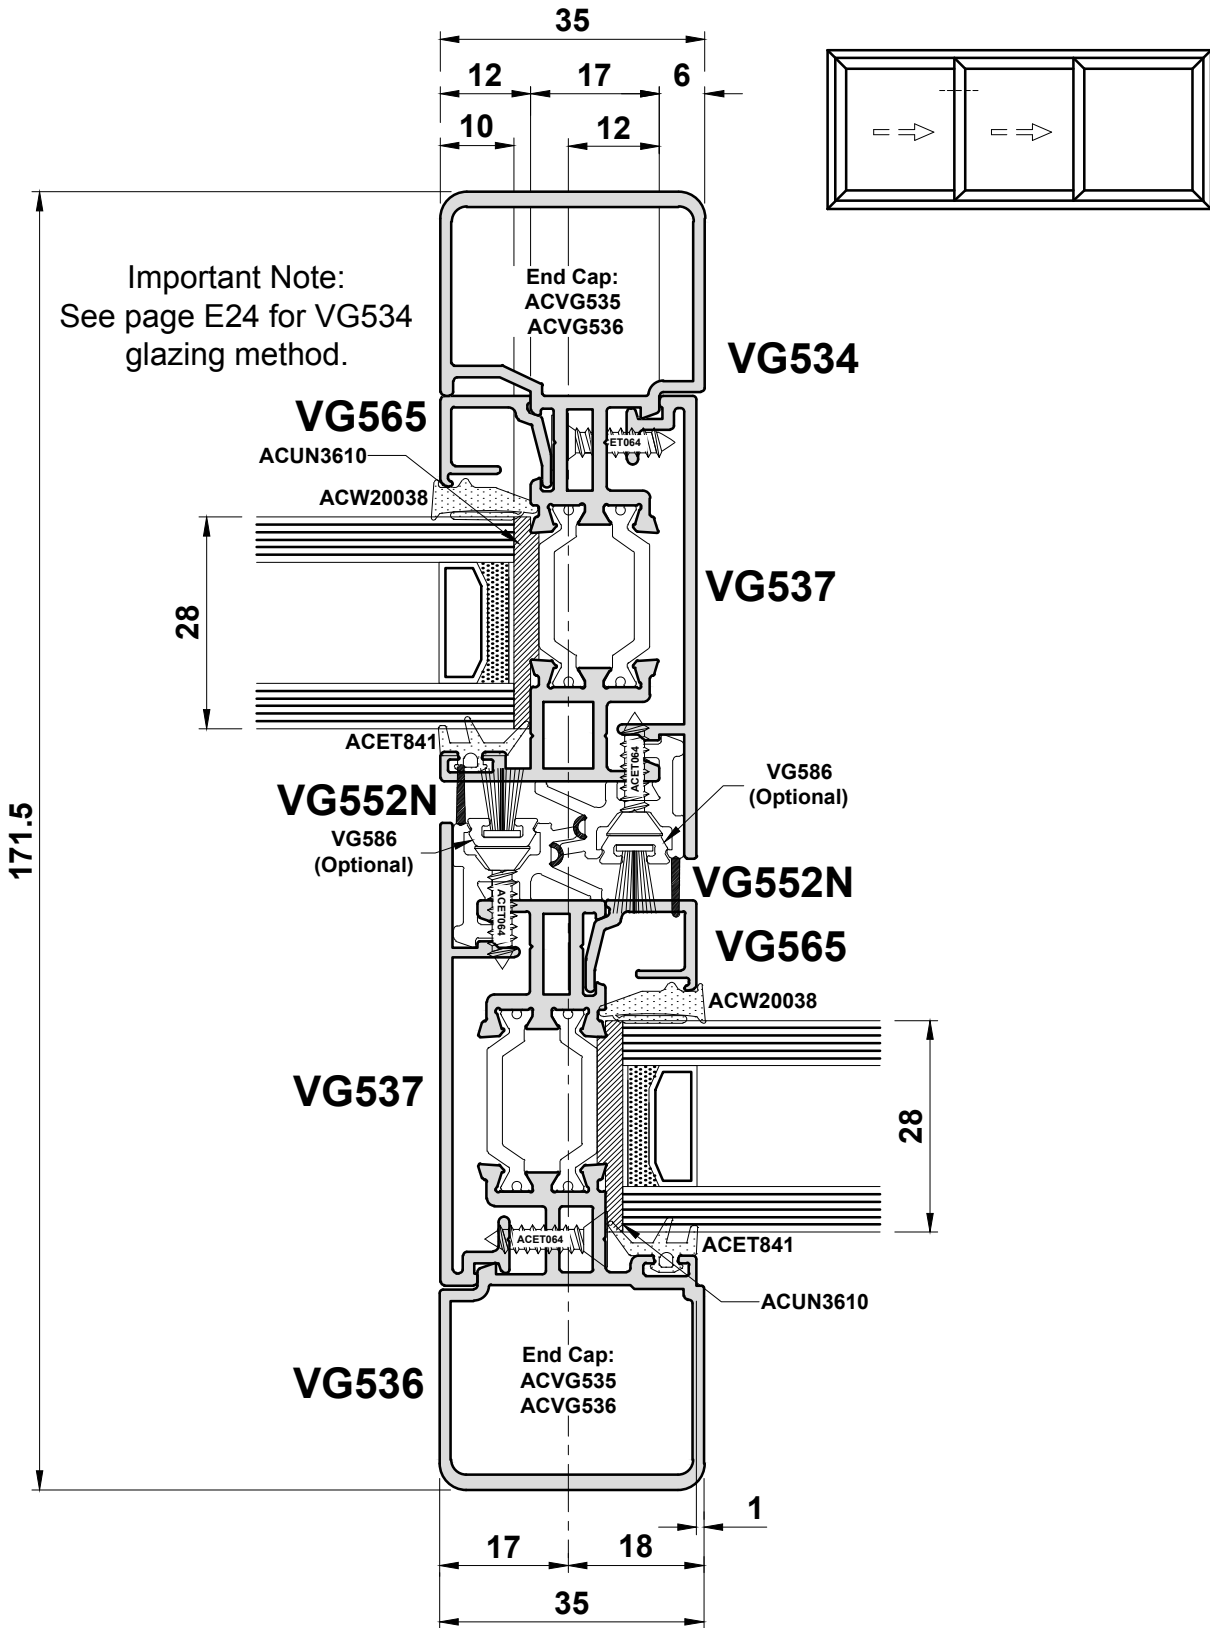 35
12
17
6
10
12
Important Note:
See page E24 for VG534
glazing method.
End Cap:
ACVG535
ACVG536
VG534
VG565
ACUN3610
ET064
ACW20038
VG537
28
171.5
ACET841
ACET064
VG586
(Optional)
VG552N
VG586
(Optional)
VG552N
ACET064
VG565
ACW20038
VG537
28
ACET064
ACET841
ACUN3610
VG536
End Cap:
ACVG535
ACVG536
1
17
18
35